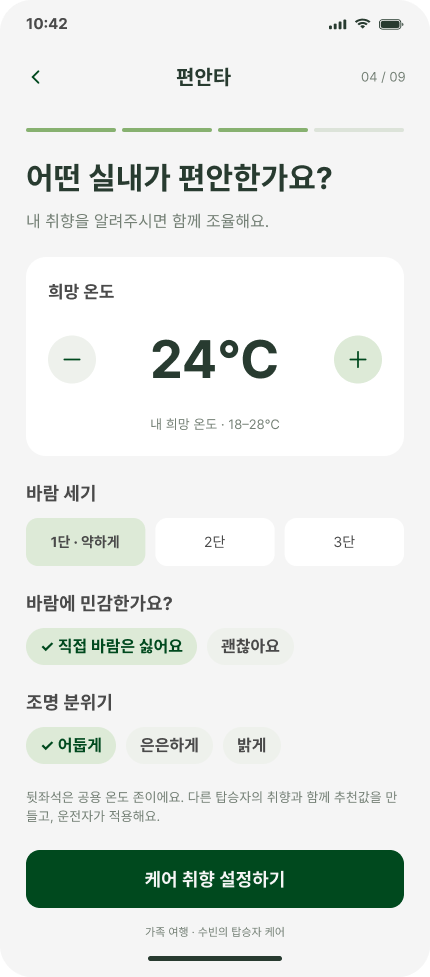 10:42
편안타
04 / 09
어떤 실내가 편안한가요?
내 취향을 알려주시면 함께 조율해요.
희망 온도
24°C
내 희망 온도 · 18–28°C
바람 세기
1단 · 약하게 2단 3단
바람에 민감한가요?
✓ 직접 바람은 싫어요 괜찮아요
조명 분위기
✓ 어둡게 은은하게 밝게
뒷좌석은 공용 온도 존이에요. 다른 탑승자의 취향과 함께 추천값을 만
들고, 운전자가 적용해요.
케어 취향 설정하기
가족 여행 · 수빈의 탑승자 케어